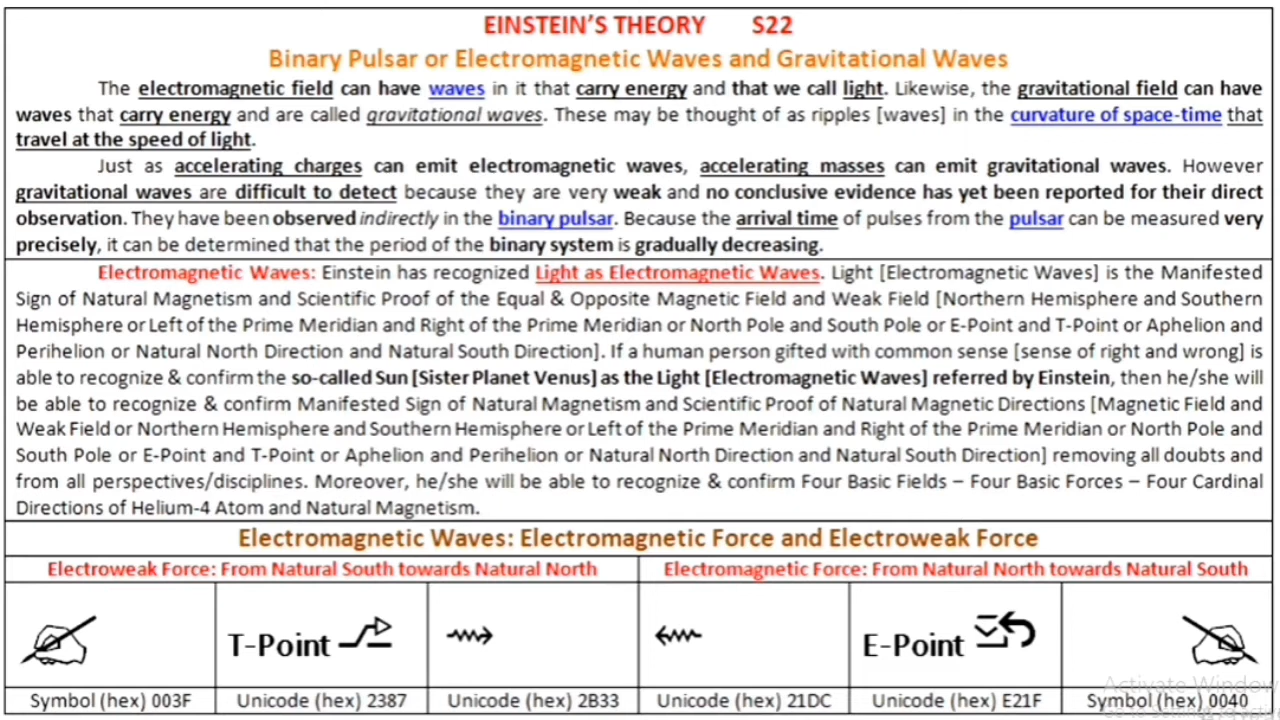 EINSTEIN'S THEORY S22
Binary Pulsar or Electromagnetic Waves and Gravitational Waves
The electromagnetic field can have waves in it that carry energy and that we call light. Likewise, the gravitational field can have
waves that carry energy and are called gravitational waves. These may be thought of as ripples [waves] in the curvature of space-time that
travel at the speed of light.
Just as accelerating charges can emit electromagnetic waves, accelerating masses can emit gravitational waves. However
gravitational waves are difficult to detect because they are very weak and no conclusive evidence has yet been reported for their direct
observation. They have been observed indirectly in the binary pulsar. Because the arrival time of pulses from the pulsar can be measured very
precisely, it can be determined that the period of the binary system is gradually decreasing.
Electromagnetic Waves: Einstein has recognized Light as Electromagnetic Waves. Light [Electromagnetic Waves] is the Manifested
Sign of Natural Magnetism and Scientific Proof of the Equal & Opposite Magnetic Field and Weak Field [Northern Hemisphere and Southern
Hemisphere or Left of the Prime Meridian and Right of the Prime Meridian or North Pole and South Pole or E-Point and T-Point or Aphelion and
Perihelion or Natural North Direction and Natural South Direction]. If a human person gifted with common sense [sense of right and wrong] is
able to recognize & confirm the so-called Sun [Sister Planet Venus] as the Light [Electromagnetic Waves] referred by Einstein, then he/she will
be able to recognize & confirm Manifested Sign of Natural Magnetism and Scientific Proof of Natural Magnetic Directions [Magnetic Field and
Weak Field or Northern Hemisphere and Southern Hemisphere or Left of the Prime Meridian and Right of the Prime Meridian or North Pole and
South Pole or E-Point and T-Point or Aphelion and Perihelion or Natural North Direction and Natural South Direction] removing all doubts and
from all perspectives/disciplines. Moreover, he/she will be able to recognize & confirm Four Basic Fields – Four Basic Forces – Four Cardinal
Directions of Helium-4 Atom and Natural Magnetism.
Electromagnetic Waves: Electromagnetic Force and Electroweak Force
Electroweak Force: From Natural South towards Natural North
Electromagnetic Force: From Natural North towards Natural South
T-Point
E-Point
Symbol (hex) 003F
Unicode (hex) 2387
Unicode (hex) 2B33
Unicode (hex) 21DC
Unicode (hex) E21F
Symbol (hex) 0040
Activate Window